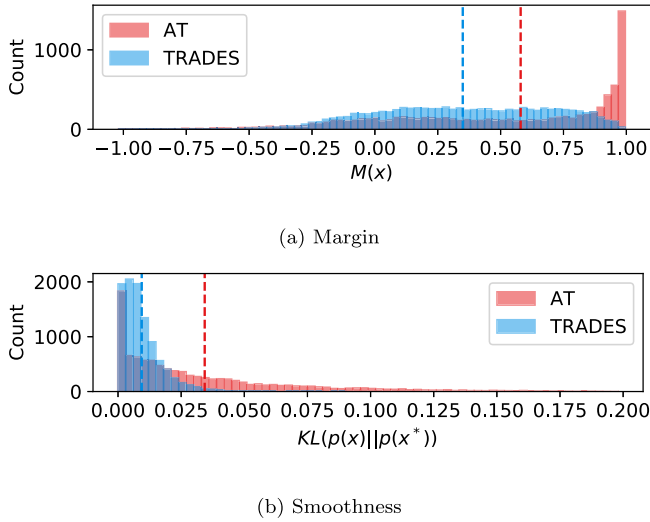 1000
0
Count
AT
TRADES
−1.00 −0.75 −0.50 −0.25 0.00 0.25 0.50 0.75 1.00
M(x)
(a) Margin
2000
1000
0
Count
AT
TRADES
0.000 0.025 0.050 0.075 0.100 0.125 0.150 0.175 0.200
KL(p(x)||p(x*))
(b) Smoothness